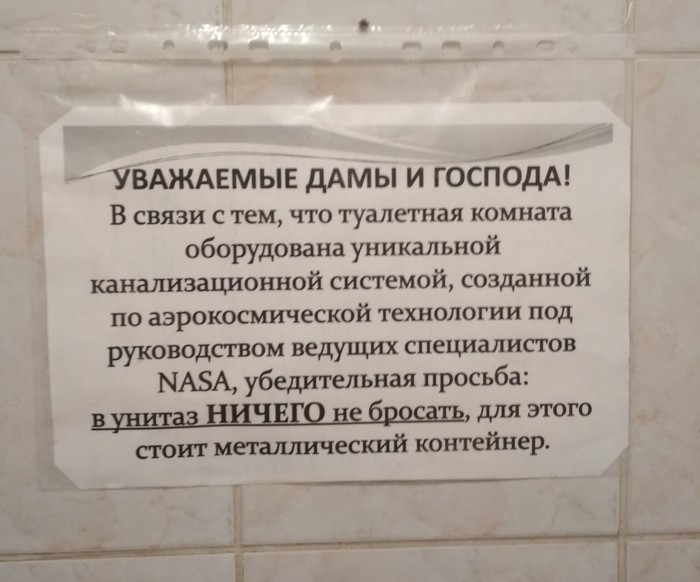 УВАЖАЕМЫЕ ДАМЫ И ГОСПОДА!
В связи с тем, что туалетная комната
оборудована уникальной
канализационной системой, созданной
по аэрокосмической технологии под
руководством ведущих специалистов
NASA, убедительная просьба:
в унитаз НИЧЕГО не бросать, для этого
стоит металлический контейнер.